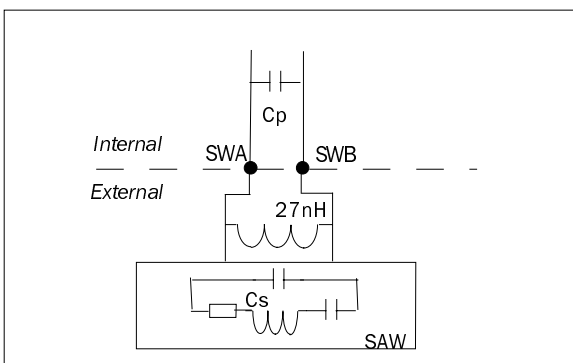 Cp
Internal
SWA
SWB
External
27nH
Cs
SAW